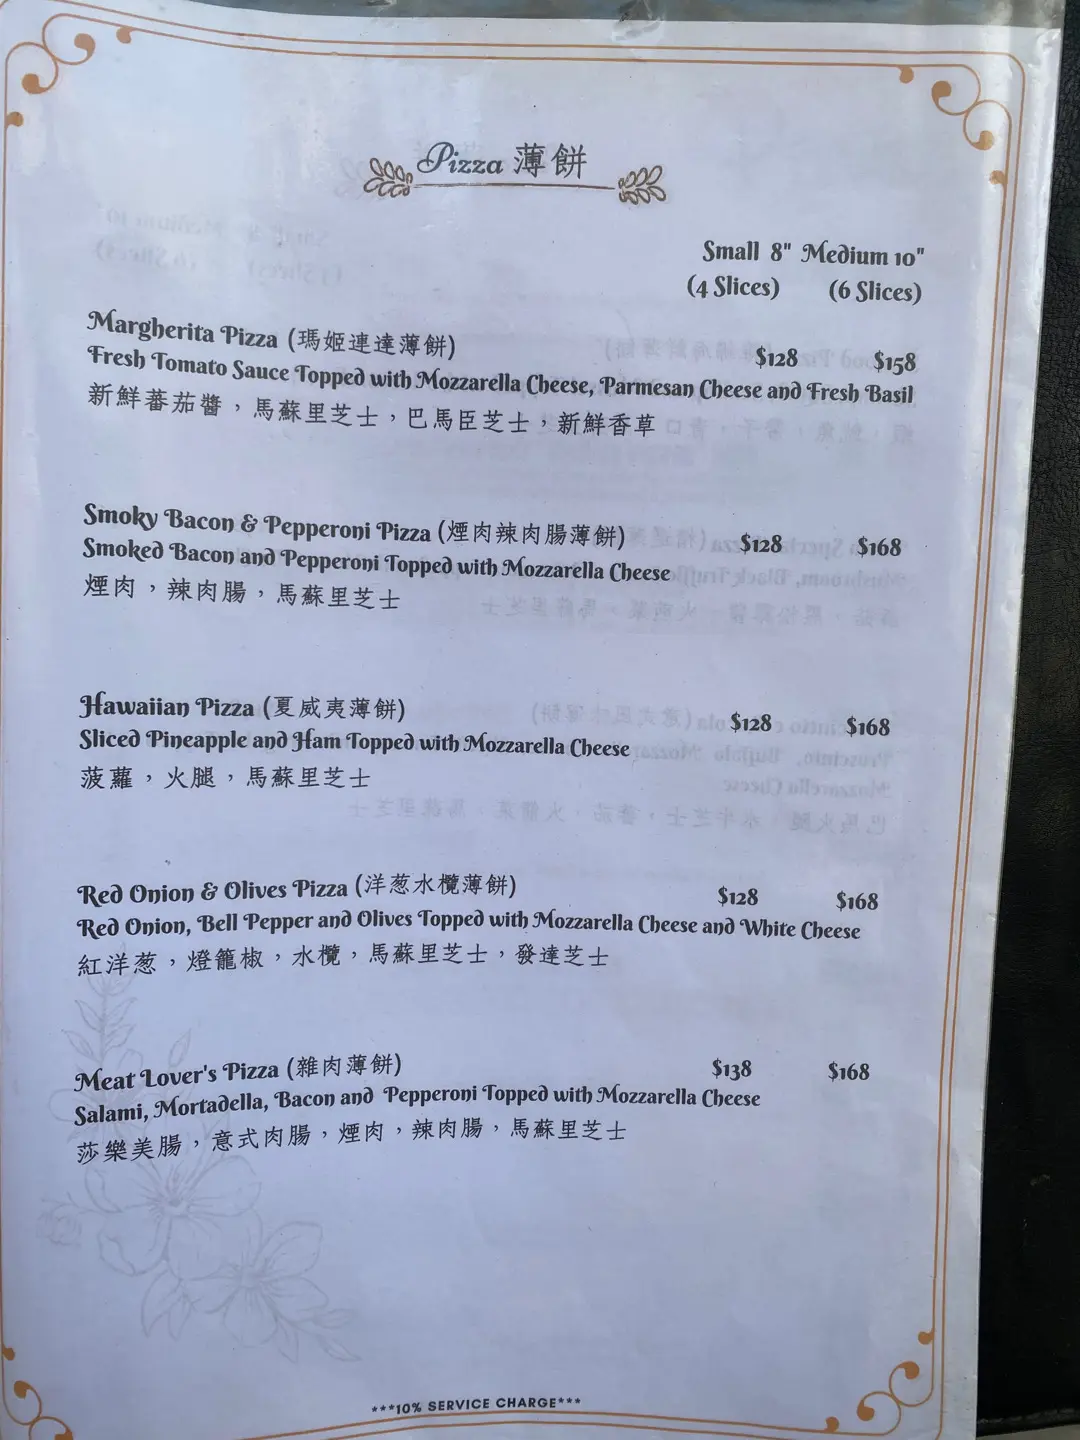 Pizza 薄餅
Small 8" Medium 10"
(4 Slices) (6 Slices)
Margherita Pizza (瑪姬連達薄餅) $128 $158
Fresh Tomato Sauce Topped with Mozzarella Cheese, Parmesan Cheese and Fresh Basil
新鮮蕃茄醬，馬蘇里芝士，巴馬臣芝士，新鮮香草
Smoky Bacon & Pepperoni Pizza (煙肉辣肉腸薄餅) $128 $168
Smoked Bacon and Pepperoni Topped with Mozzarella Cheese
煙肉，辣肉腸，馬蘇里芝士
Hawaiian Pizza (夏威夷薄餅) $128 $168
Sliced Pineapple and Ham Topped with Mozzarella Cheese
菠蘿，火腿，馬蘇里芝士
Red Onion & Olives Pizza (洋葱水欖薄餅) $128 $168
Red Onion, Bell Pepper and Olives Topped with Mozzarella Cheese and White Cheese
紅洋葱，燈籠椒，水欖，馬蘇里芝士，發達芝士
Meat Lover's Pizza (雜肉薄餅) $138 $168
Salami, Mortadella, Bacon and Pepperoni Topped with Mozzarella Cheese
莎樂美腸，意式肉腸，煙肉，辣肉腸，馬蘇里芝士
***10% SERVICE CHARGE***